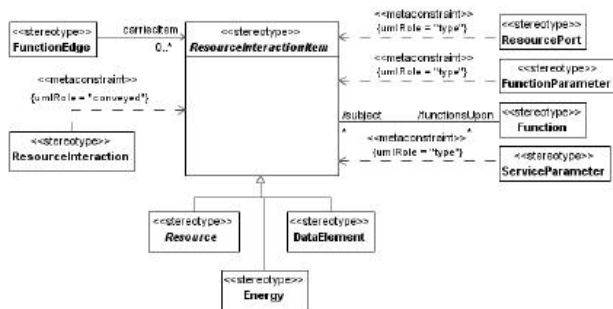 <<stereotype>>
FunctionEdge
carriedItem
0..*
<<stereotype>>
ResourceInteractionItem
<<metaconstraint>>
{umlRole = "type"}
<<stereotype>>
ResourcePort
<<metaconstraint>>
{umlRole = "conveyed"}
<<metaconstraint>>
{umlRole = "type"}
<<stereotype>>
FunctionParameter
<<stereotype>>
ResourceInteraction
/subject
*
/functionsUpon
*
<<stereotype>>
Function
<<metaconstraint>>
{umlRole = "type"}
<<stereotype>>
ServiceParameter
<<stereotype>>
Resource
<<stereotype>>
DataElement
<<stereotype>>
Energy